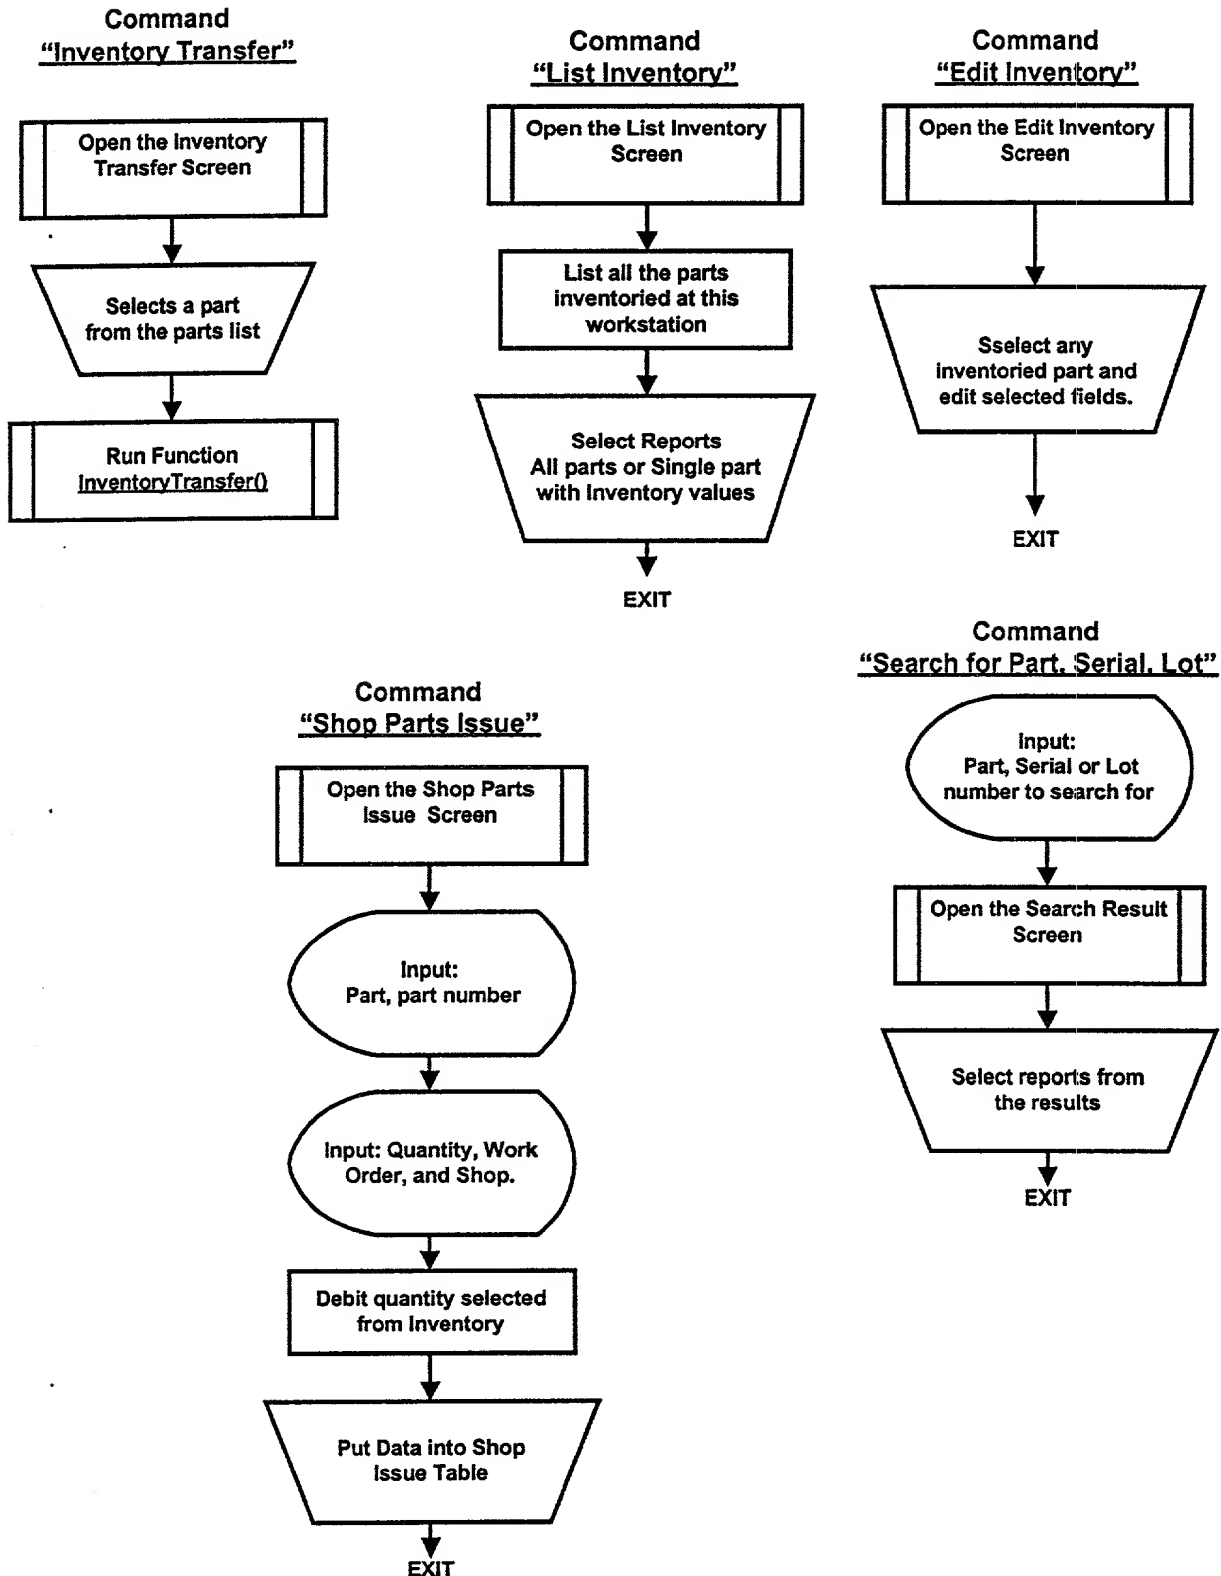 Command
“Inventory Transfer”
Open the Inventory
Transfer Screen
Selects a part
from the parts list
Run Function
InventoryTransfer()
Command
“List Inventory”
Open the List Inventory
Screen
List all the parts
inventoried at this
workstation
Select Reports
All parts or Single part
with Inventory values
EXIT
Command
“Edit Inventory”
Open the Edit Inventory
Screen
Sselect any
inventoried part and
edit selected fields.
EXIT
Command
“Shop Parts Issue”
Open the Shop Parts
Issue Screen
Input:
Part, part number
Input: Quantity, Work
Order, and Shop.
Debit quantity selected
from Inventory
Put Data into Shop
Issue Table
EXIT
Command
“Search for Part, Serial, Lot”
Input:
Part, Serial or Lot
number to search for
Open the Search Result
Screen
Select reports from
the results
EXIT